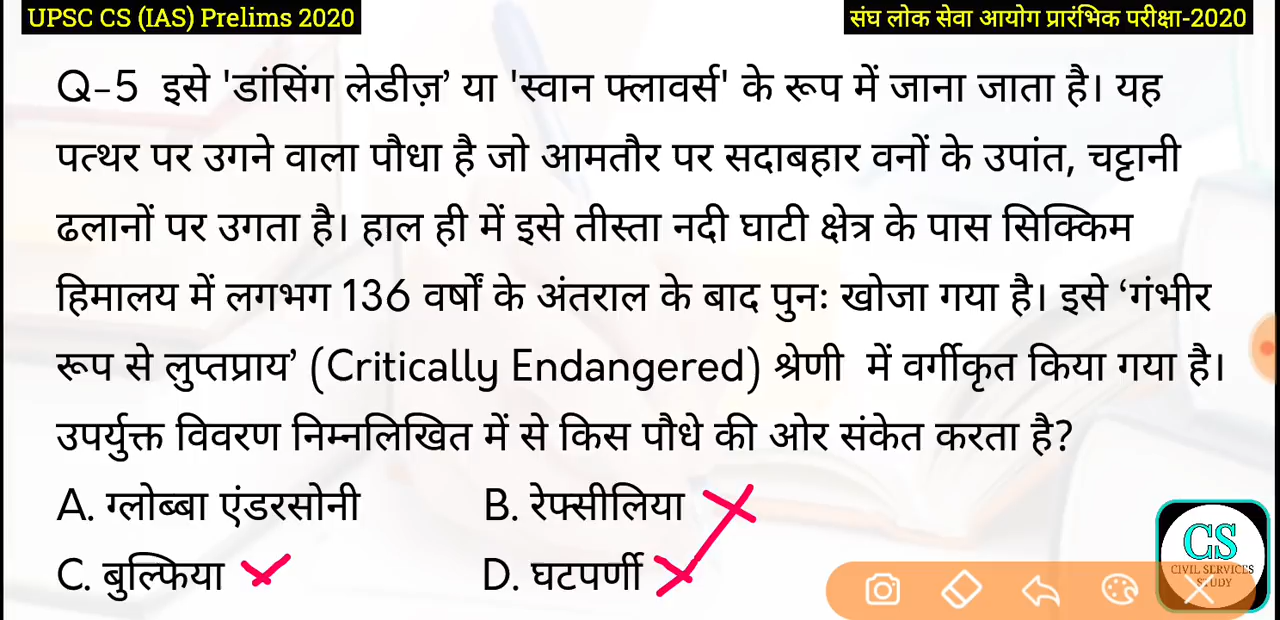 UPSC CS (IAS) Prelims 2020
संघ लोक सेवा आयोग प्रारंभिक परीक्षा-2020
Q-5 इसे 'डांसिंग लेडीज़’ या 'स्वान फ्लावर्स' के रूप में जाना जाता है। यह
पत्थर पर उगने वाला पौधा है जो आमतौर पर सदाबहार वनों के उपांत, चट्टानी
ढलानों पर उगता है। हाल ही में इसे तीस्ता नदी घाटी क्षेत्र के पास सिक्किम
हिमालय में लगभग 136 वर्षों के अंतराल के बाद पुनः खोजा गया है। इसे ‘गंभीर
रूप से लुप्तप्राय’ (Critically Endangered) श्रेणी में वर्गीकृत किया गया है।
उपर्युक्त विवरण निम्नलिखित में से किस पौधे की ओर संकेत करता है?
A. ग्लोब्बा एंडरसोनी
B. रेफ्सीलिया
C. बुल्फिया
D. घटपर्णी
CS
CIVIL SERVICES
STUDY